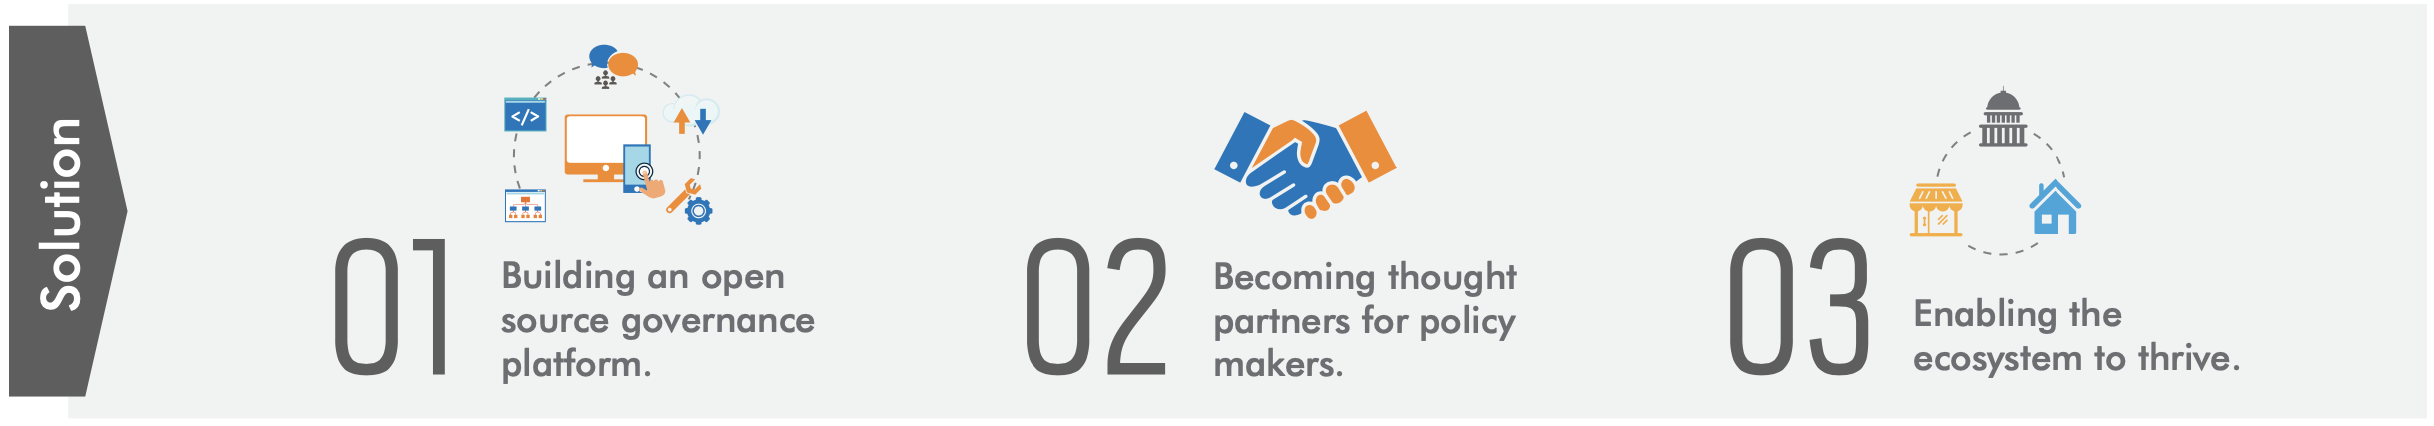 Solution
01
Building an open
source governance
platform.
02
Becoming thought
partners for policy
makers.
03
Enabling the
ecosystem to thrive.